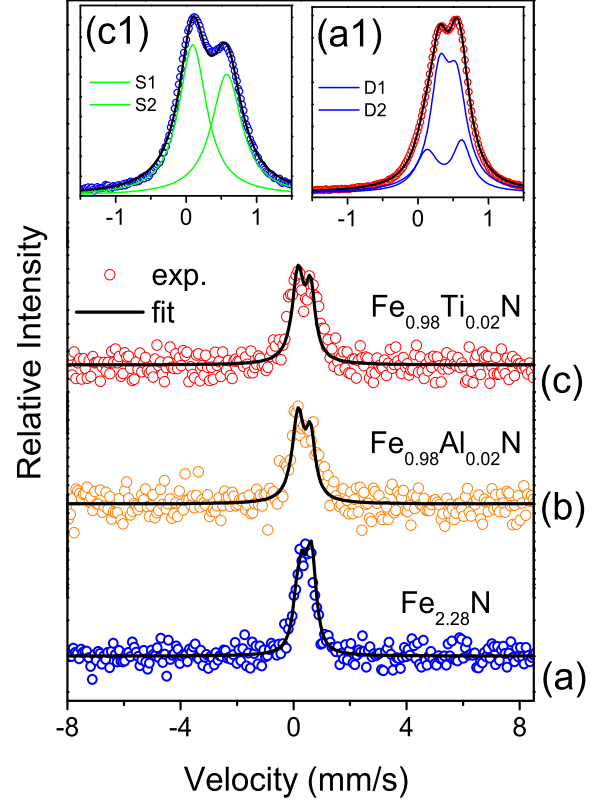 (c1)
S1
S2
-1 0 1
(a1)
D1
D2
-1 0 1
Relative Intensity
exp.
fit
Fe0.98Ti0.02N
(c)
Fe0.98Al0.02N
(b)
Fe2.28N
(a)
-8 -4 0 4 8
Velocity (mm/s)